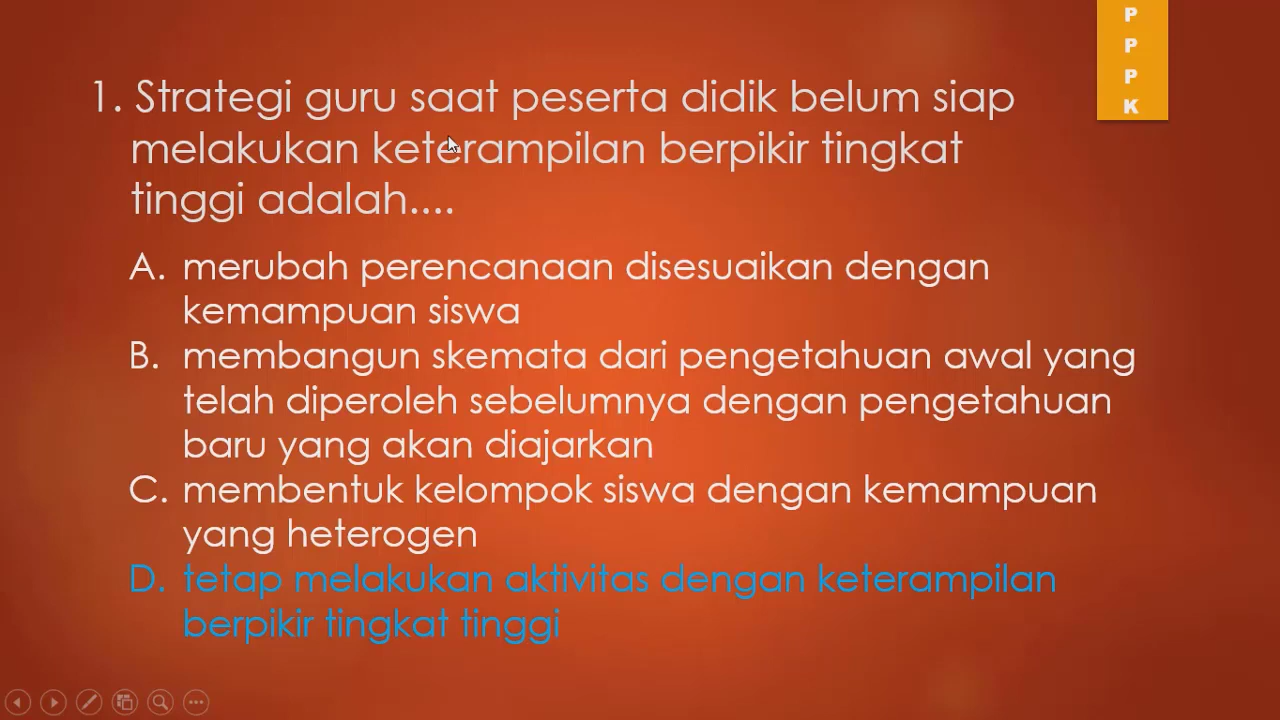 P
P
P
K
1. Strategi guru saat peserta didik belum siap
melakukan keterampilan berpikir tingkat
tinggi adalah....
A. merubah perencanaan disesuaikan dengan
kemampuan siswa
B. membangun skemata dari pengetahuan awal yang
telah diperoleh sebelumnya dengan pengetahuan
baru yang akan diajarkan
C. membentuk kelompok siswa dengan kemampuan
yang heterogen
D. tetap melakukan aktivitas dengan keterampilan
berpikir tingkat tinggi